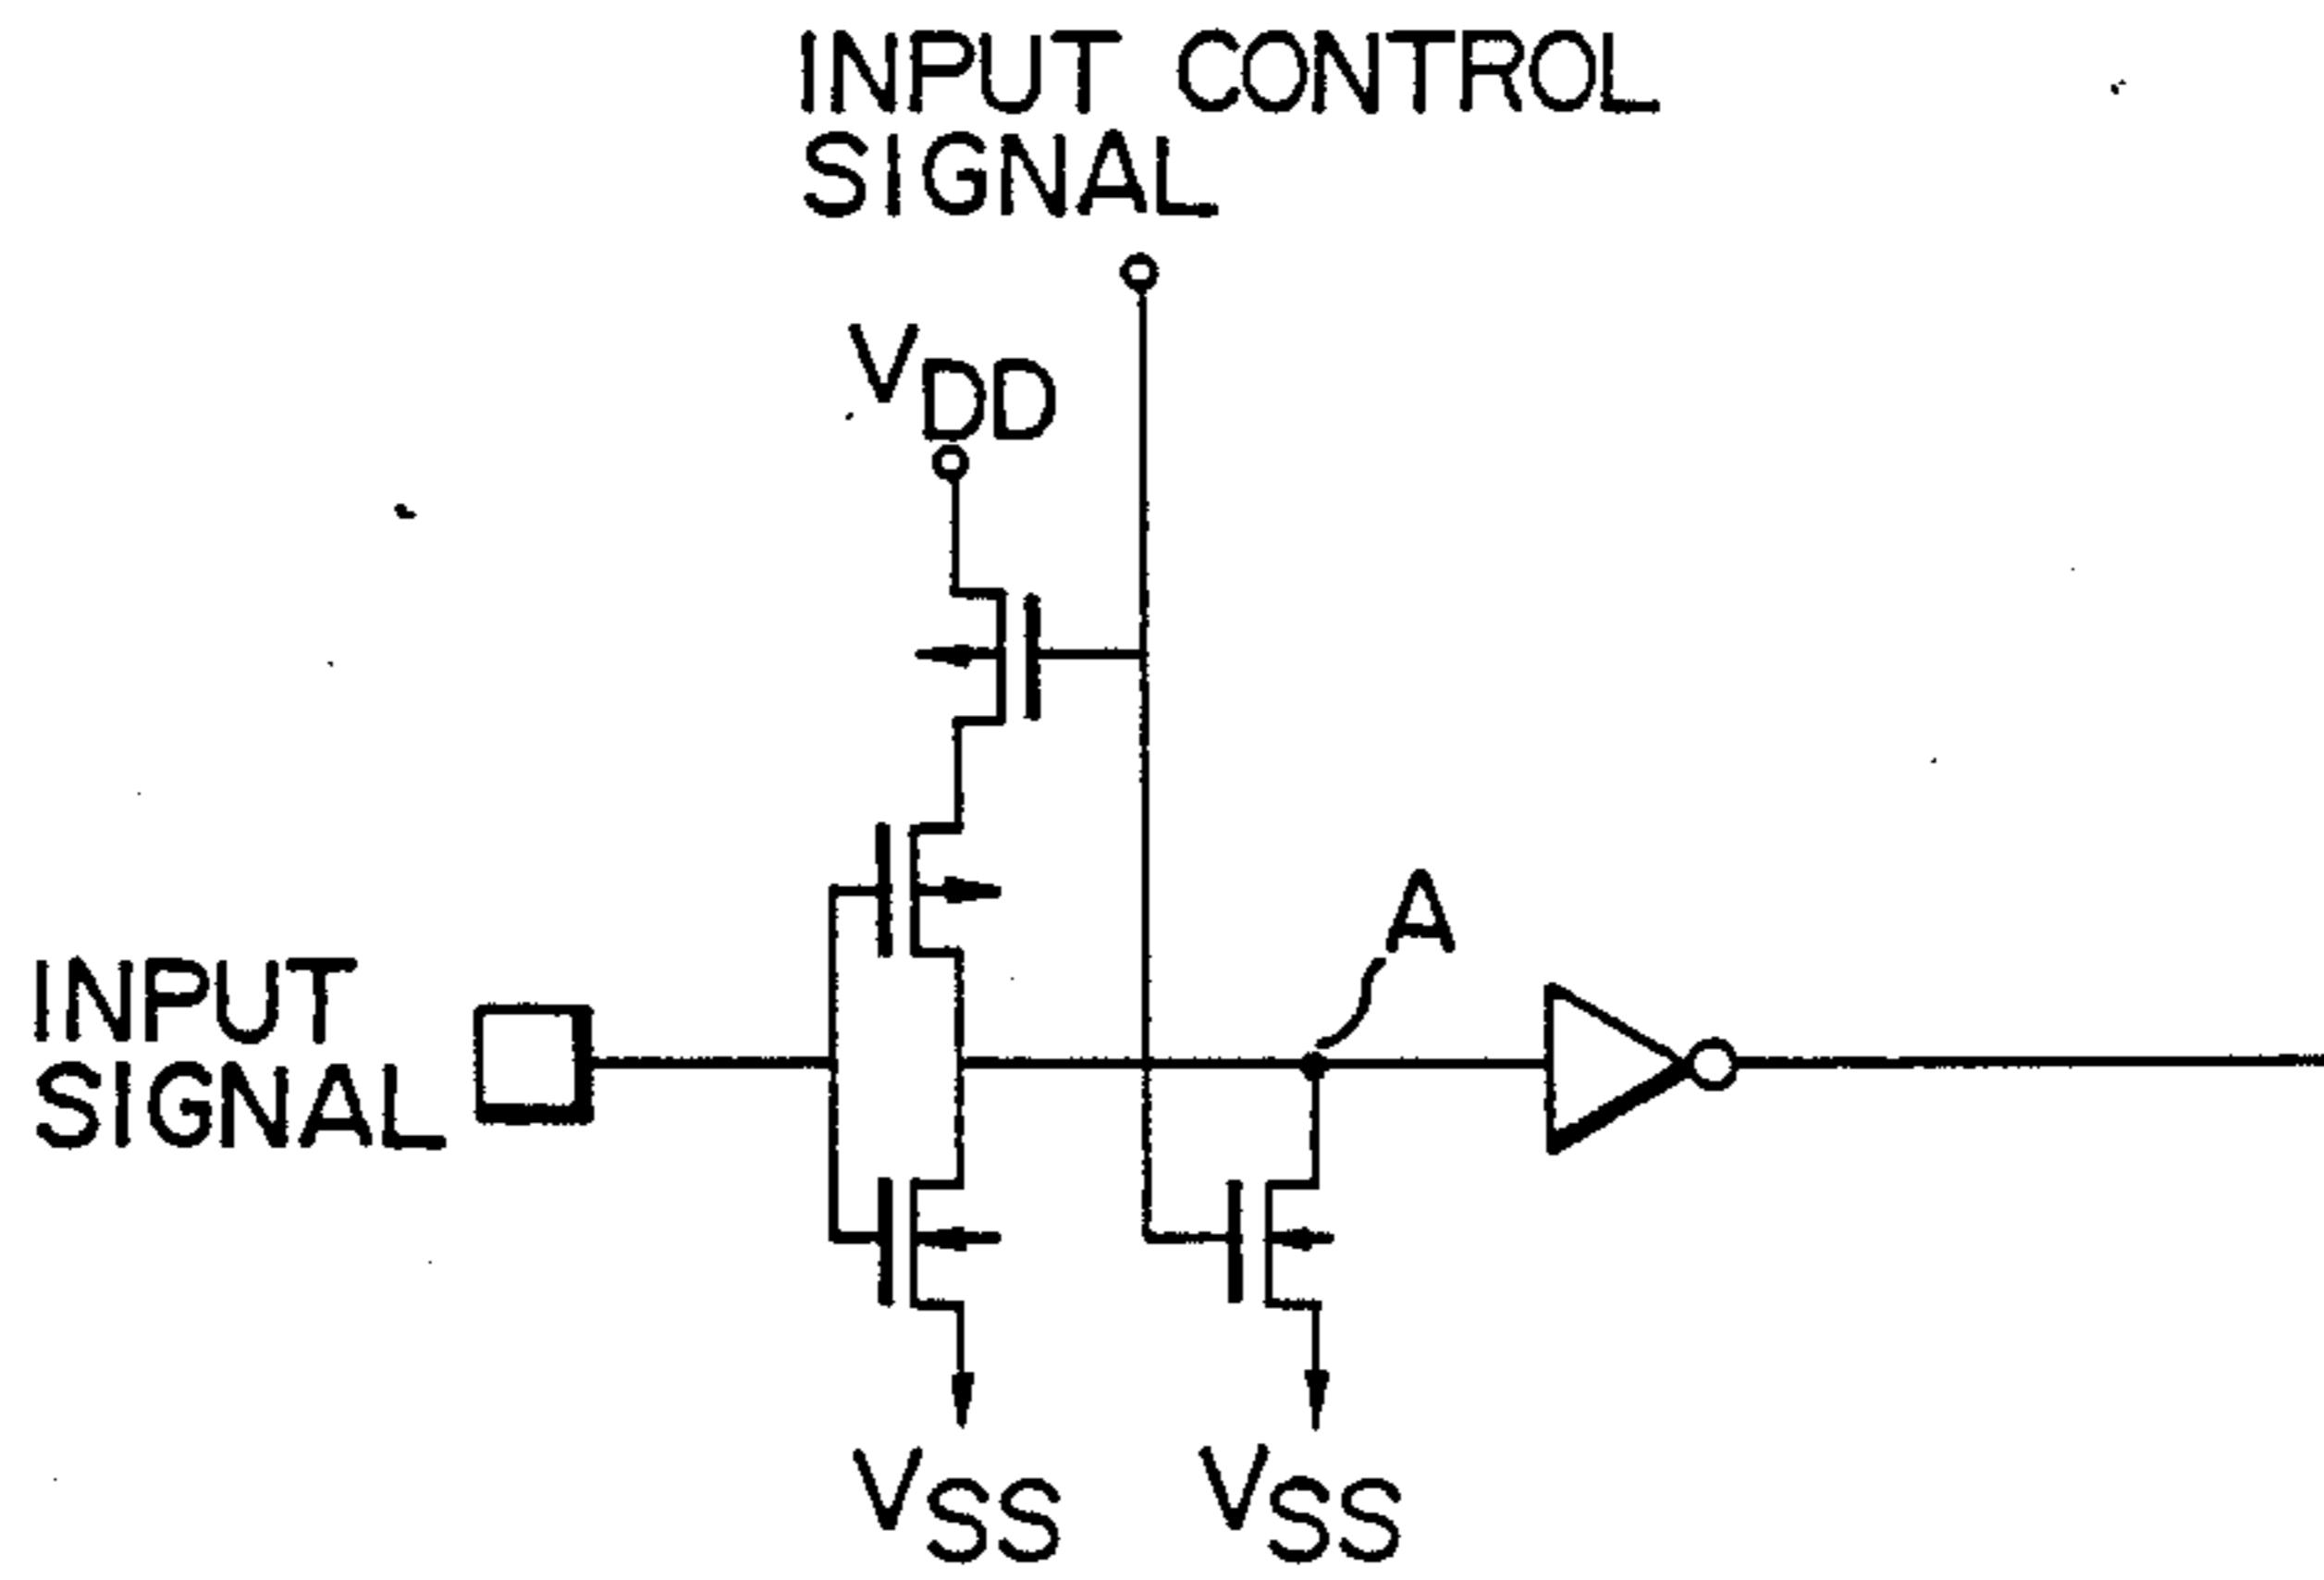 INPUT CONTROL
SIGNAL
VDD
A
INPUT
SIGNAL
VSS
VSS